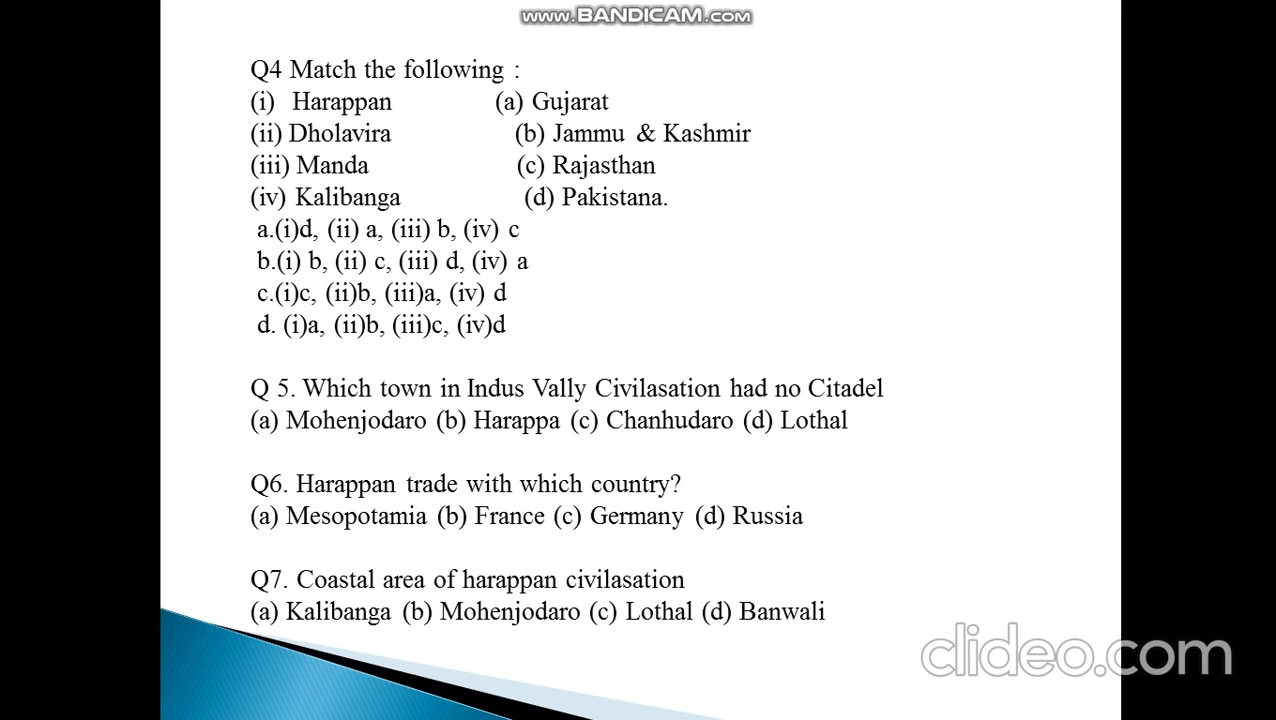 www.BANDICAM.com
Q4 Match the following :
(i) Harappan (a) Gujarat
(ii) Dholavira (b) Jammu & Kashmir
(iii) Manda (c) Rajasthan
(iv) Kalibanga (d) Pakistana.
a.(i)d, (ii) a, (iii) b, (iv) c
b.(i) b, (ii) c, (iii) d, (iv) a
c.(i)c, (ii)b, (iii)a, (iv) d
d. (i)a, (ii)b, (iii)c, (iv)d
Q 5. Which town in Indus Vally Civilasation had no Citadel
(a) Mohenjodaro (b) Harappa (c) Chanhudaro (d) Lothal
Q6. Harappan trade with which country?
(a) Mesopotamia (b) France (c) Germany (d) Russia
Q7. Coastal area of harappan civilasation
(a) Kalibanga (b) Mohenjodaro (c) Lothal (d) Banwali
clideo.com